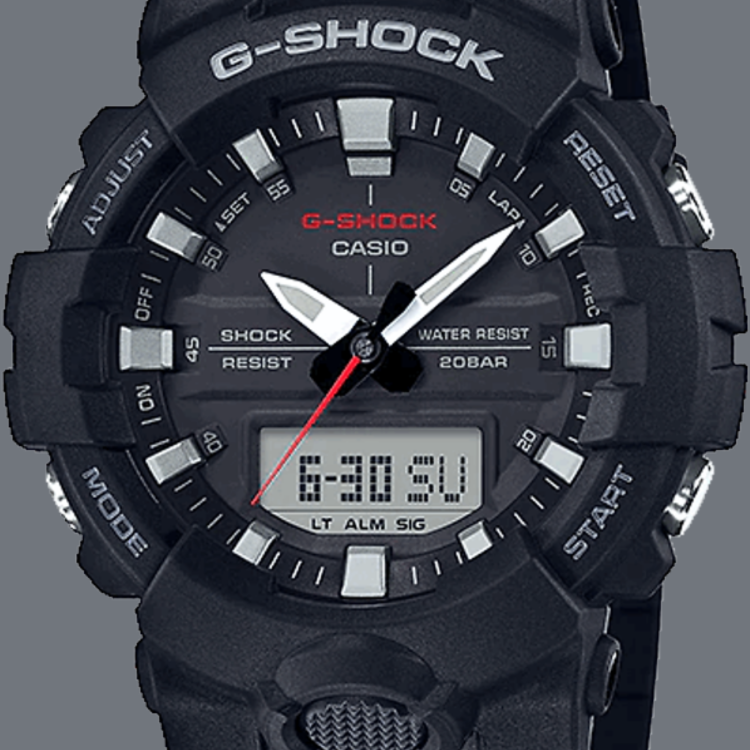 G-SHOCK
ADJUST
RESET
SET
55
05
LAP
50
10
G-SHOCK
CASIO
OFF
REC
45
SHOCK
RESIST
WATER RESIST
20BAR
15
ON
40
20
6-30 SU
LT ALM SIG
MODE
START